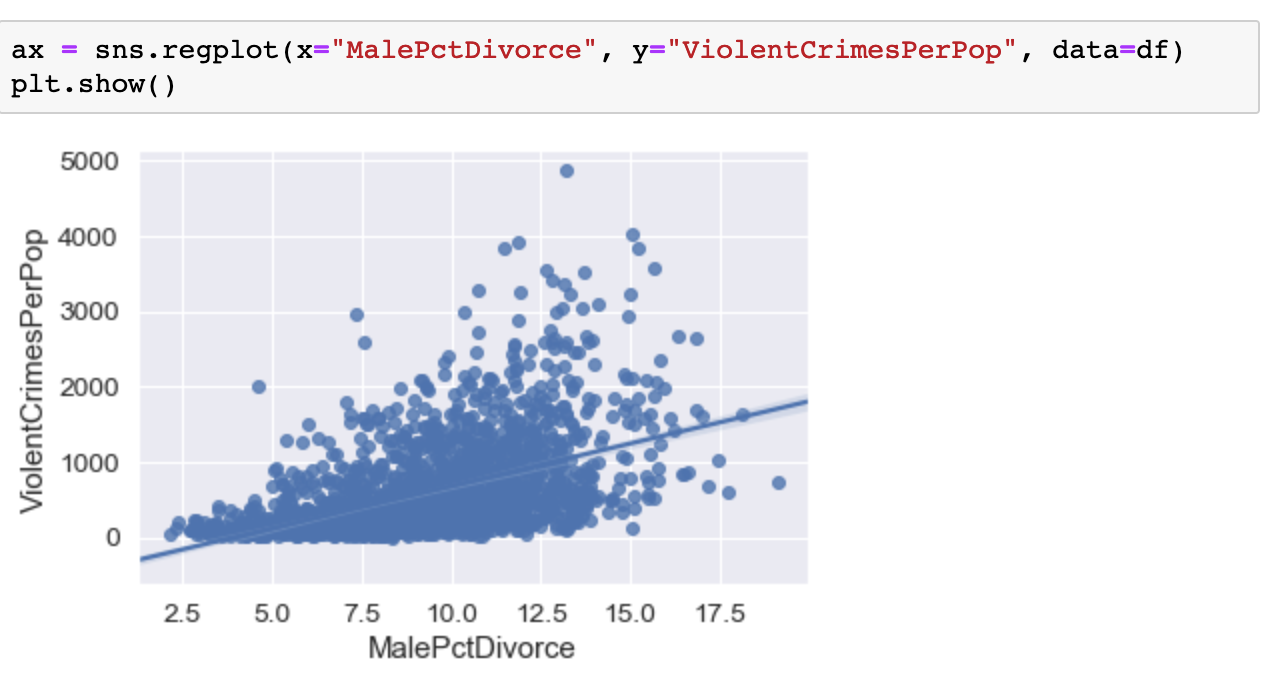 ax = sns.regplot(x="MalePctDivorce", y="ViolentCrimesPerPop", data=df)
plt.show()
5000
4000
3000
2000
1000
0
ViolentCrimesPerPop
2.5 5.0 7.5 10.0 12.5 15.0 17.5
MalePctDivorce